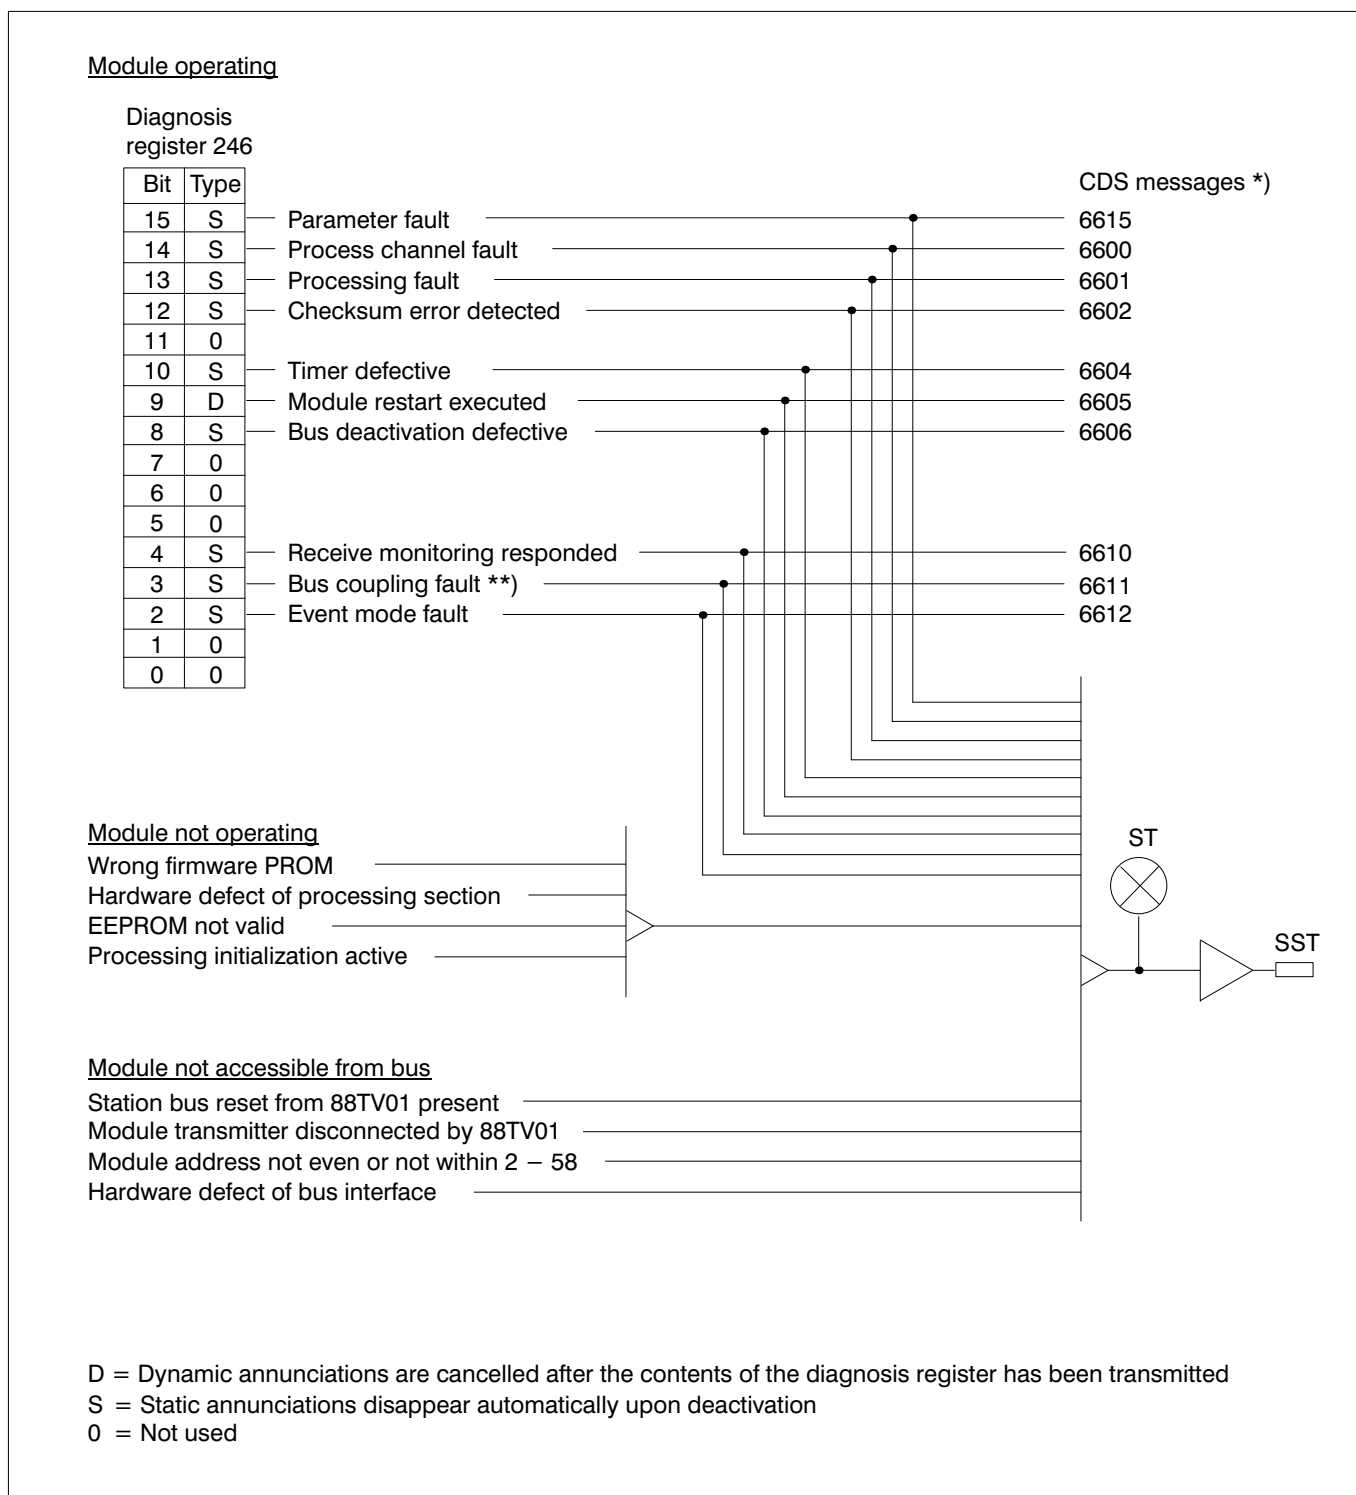 Module operating
Diagnosis
register 246
Bit Type
CDS messages *)
15 S Parameter fault 6615
14 S Process channel fault 6600
13 S Processing fault 6601
12 S Checksum error detected 6602
11 0
10 S Timer defective 6604
9 D Module restart executed 6605
8 S Bus deactivation defective 6606
7 0
6 0
5 0
4 S Receive monitoring responded 6610
3 S Bus coupling fault **) 6611
2 S Event mode fault 6612
1 0
0 0
Module not operating
Wrong firmware PROM
Hardware defect of processing section
EEPROM not valid
Processing initialization active
ST
SST
Module not accessible from bus
Station bus reset from 88TV01 present
Module transmitter disconnected by 88TV01
Module address not even or not within 2 – 58
Hardware defect of bus interface
D = Dynamic annunciations are cancelled after the contents of the diagnosis register has been transmitted
S = Static annunciations disappear automatically upon deactivation
0 = Not used